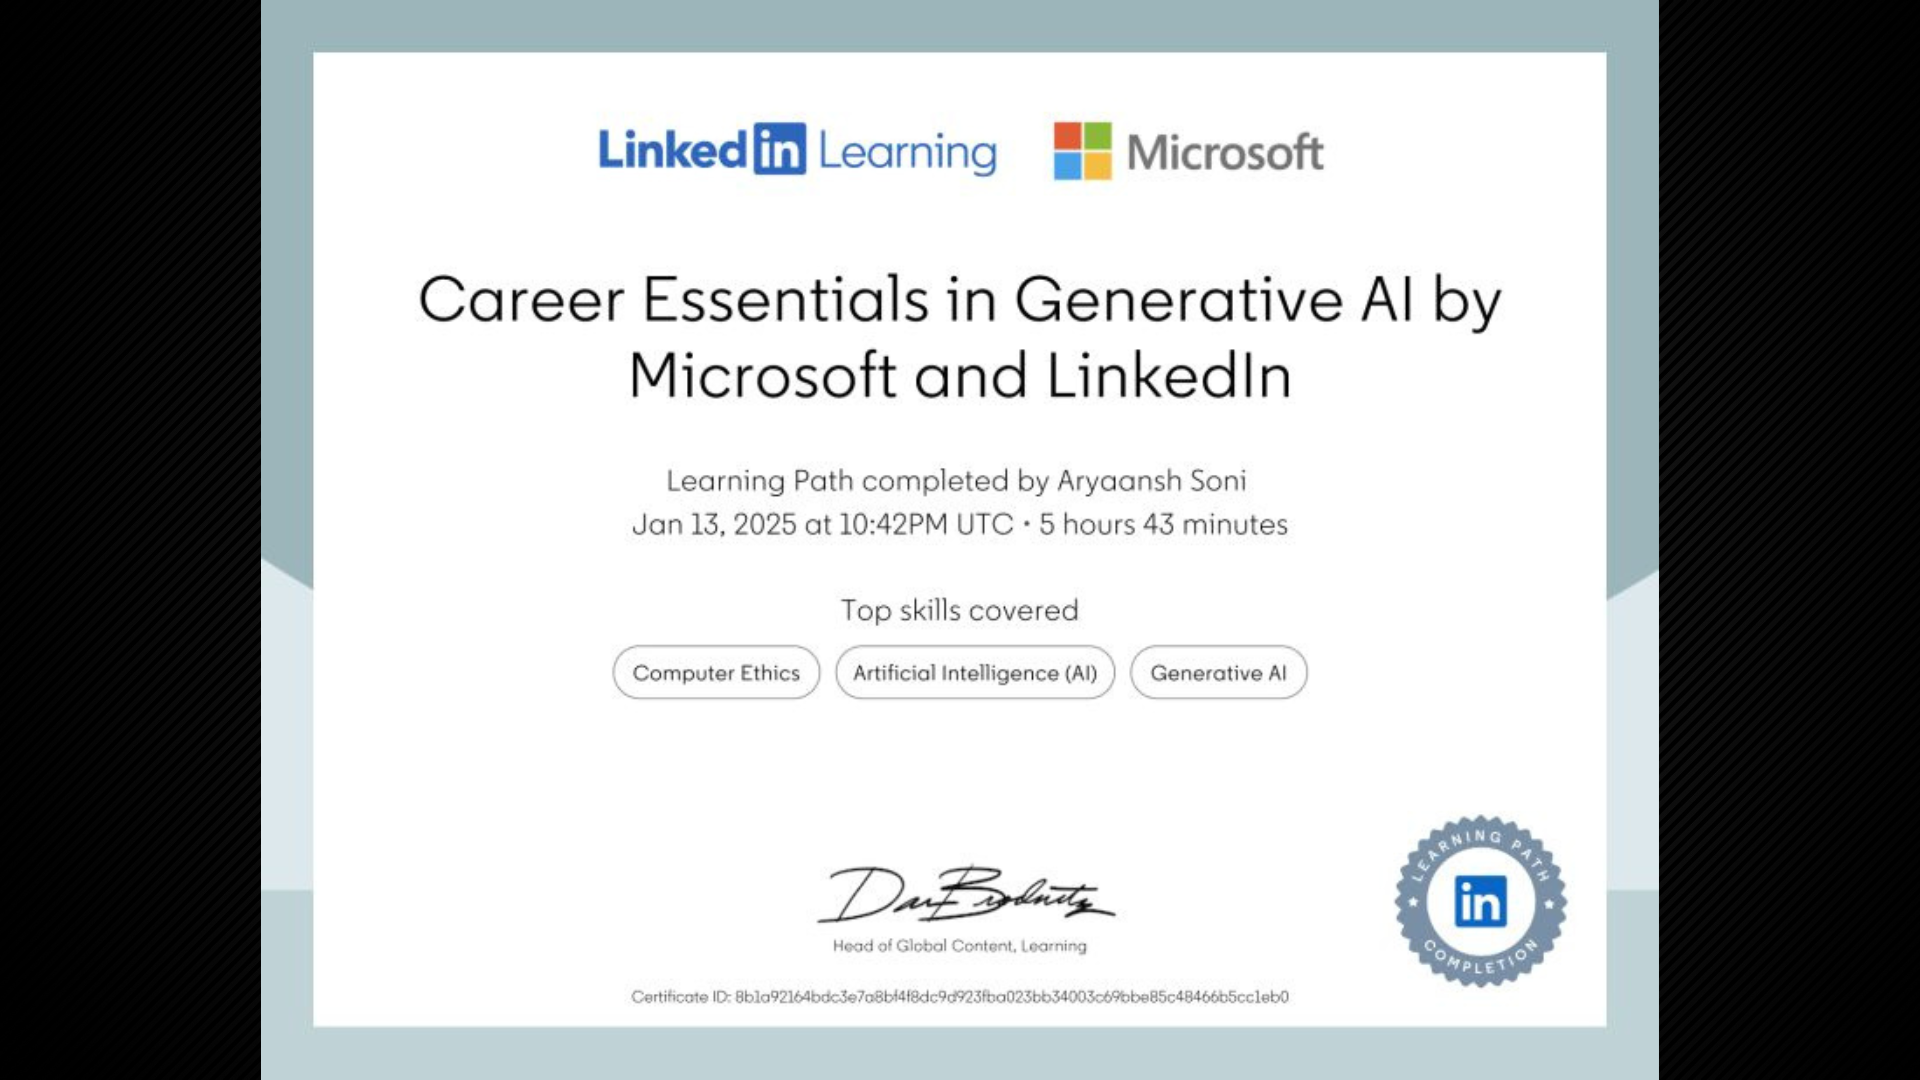 LinkedIn Learning Microsoft
Career Essentials in Generative AI by
Microsoft and LinkedIn
Learning Path completed by Aryaansh Soni
Jan 13, 2025 at 10:42PM UTC • 5 hours 43 minutes
Top skills covered
Computer Ethics
Artificial Intelligence (AI)
Generative AI
Head of Global Content, Learning
Certificate ID: 8b1a92164bdc3e7a8bf4f8dc9d923fba023bb34003c69bbe85c48466b5cc1eb0
LEARNING PATH
in
COMPLETION